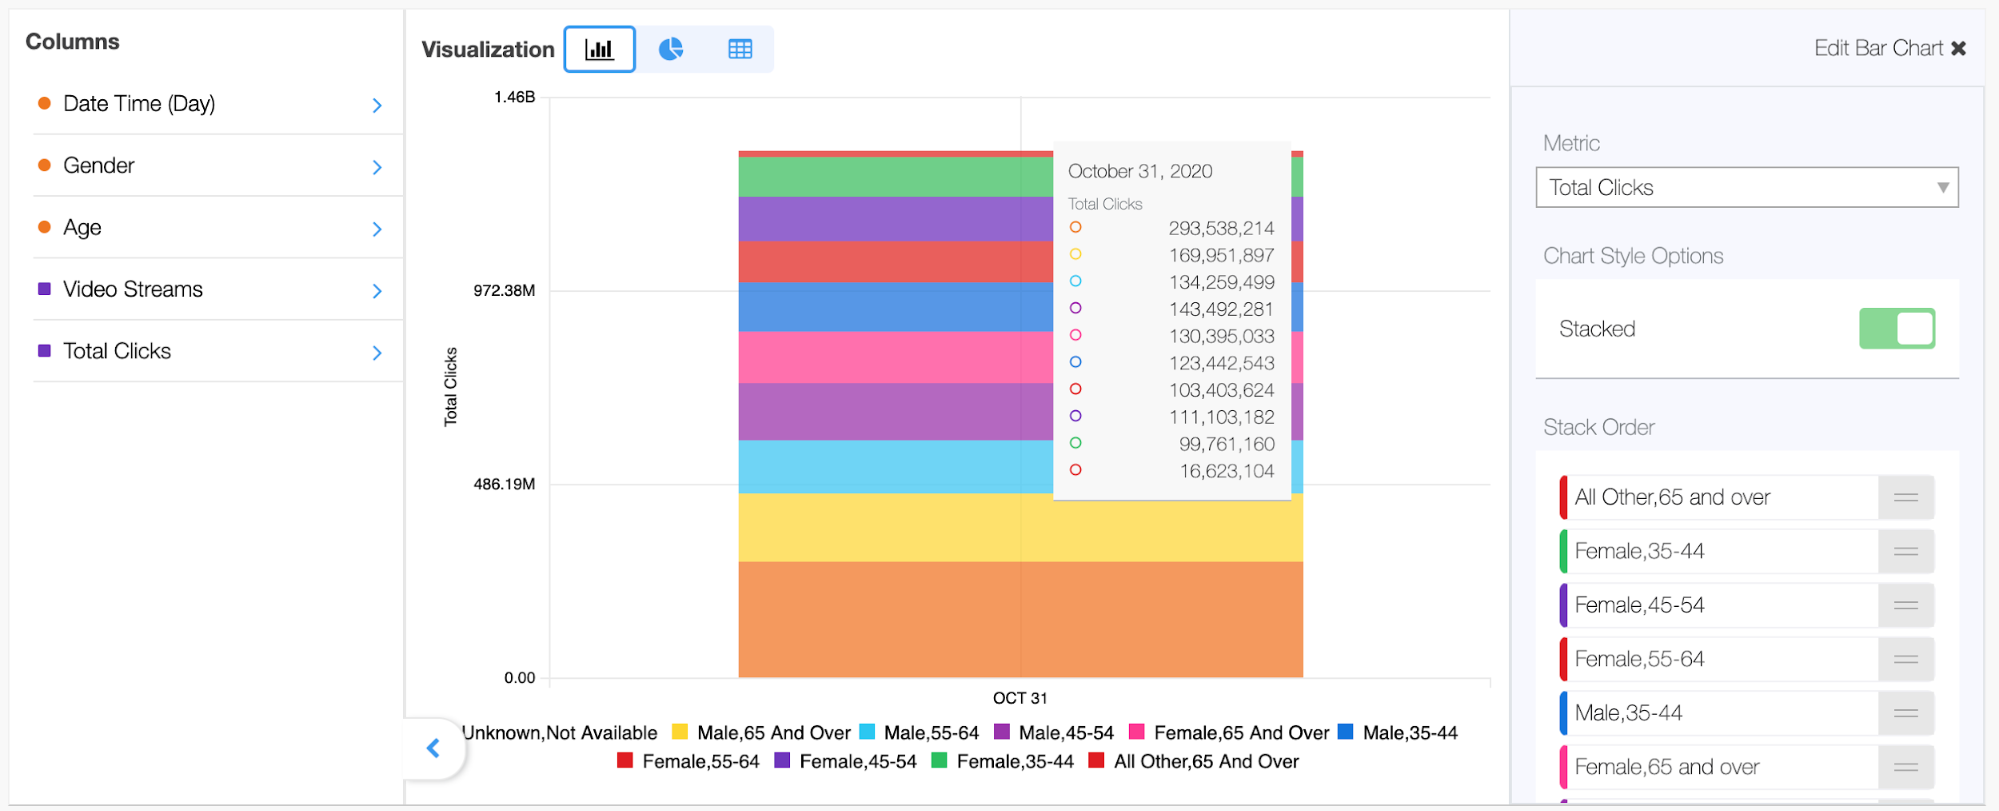 Columns
Date Time (Day)
Gender
Age
Video Streams
Total Clicks
Visualization
1.46B
972.38M
486.19M
0.00
Total Clicks
OCT 31
October 31, 2020
Total Clicks
293,538,214
169,951,897
134,259,499
143,492,281
130,395,033
123,442,543
103,403,624
111,103,182
99,761,160
16,623,104
Unknown,Not Available Male,65 And Over Male,55-64 Male,45-54 Female,65 And Over Male,35-44
Female,55-64 Female,45-54 Female,35-44 All Other,65 And Over
Edit Bar Chart
Metric
Total Clicks
Chart Style Options
Stacked
Stack Order
All Other,65 and over
Female,35-44
Female,45-54
Female,55-64
Male,35-44
Female,65 and over